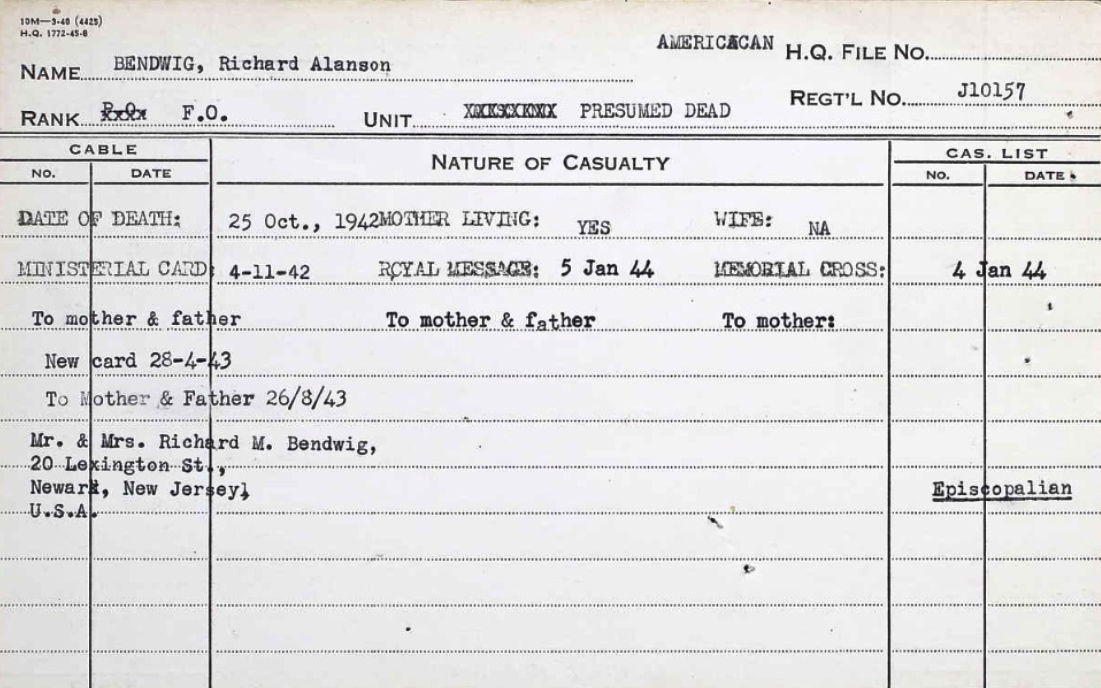 10M—3-40 (4425)
H.Q. 1772-45-8
AMERICACAN H.Q. FILE NO.
NAME BENDWIG, Richard Alanson
REGT'L NO. J10157
RANK P.O. F.O. UNIT PRESUMED DEAD
CABLE NATURE OF CASUALTY CAS. LIST
NO. DATE NO. DATE
DATE OF DEATH: 25 Oct., 1942 MOTHER LIVING: YES WIFE: NA
MINISTERIAL CARD: 4-11-42 ROYAL MESSAGE: 5 Jan 44 MEMORIAL CROSS: 4 Jan 44
To mother & father To mother & father To mother:
New card 28-4-43
To Mother & Father 26/8/43
Mr. & Mrs. Richard M. Bendwig,
20 Lexington St.,
Newark, New Jersey,
Episcopalian
U.S.A.